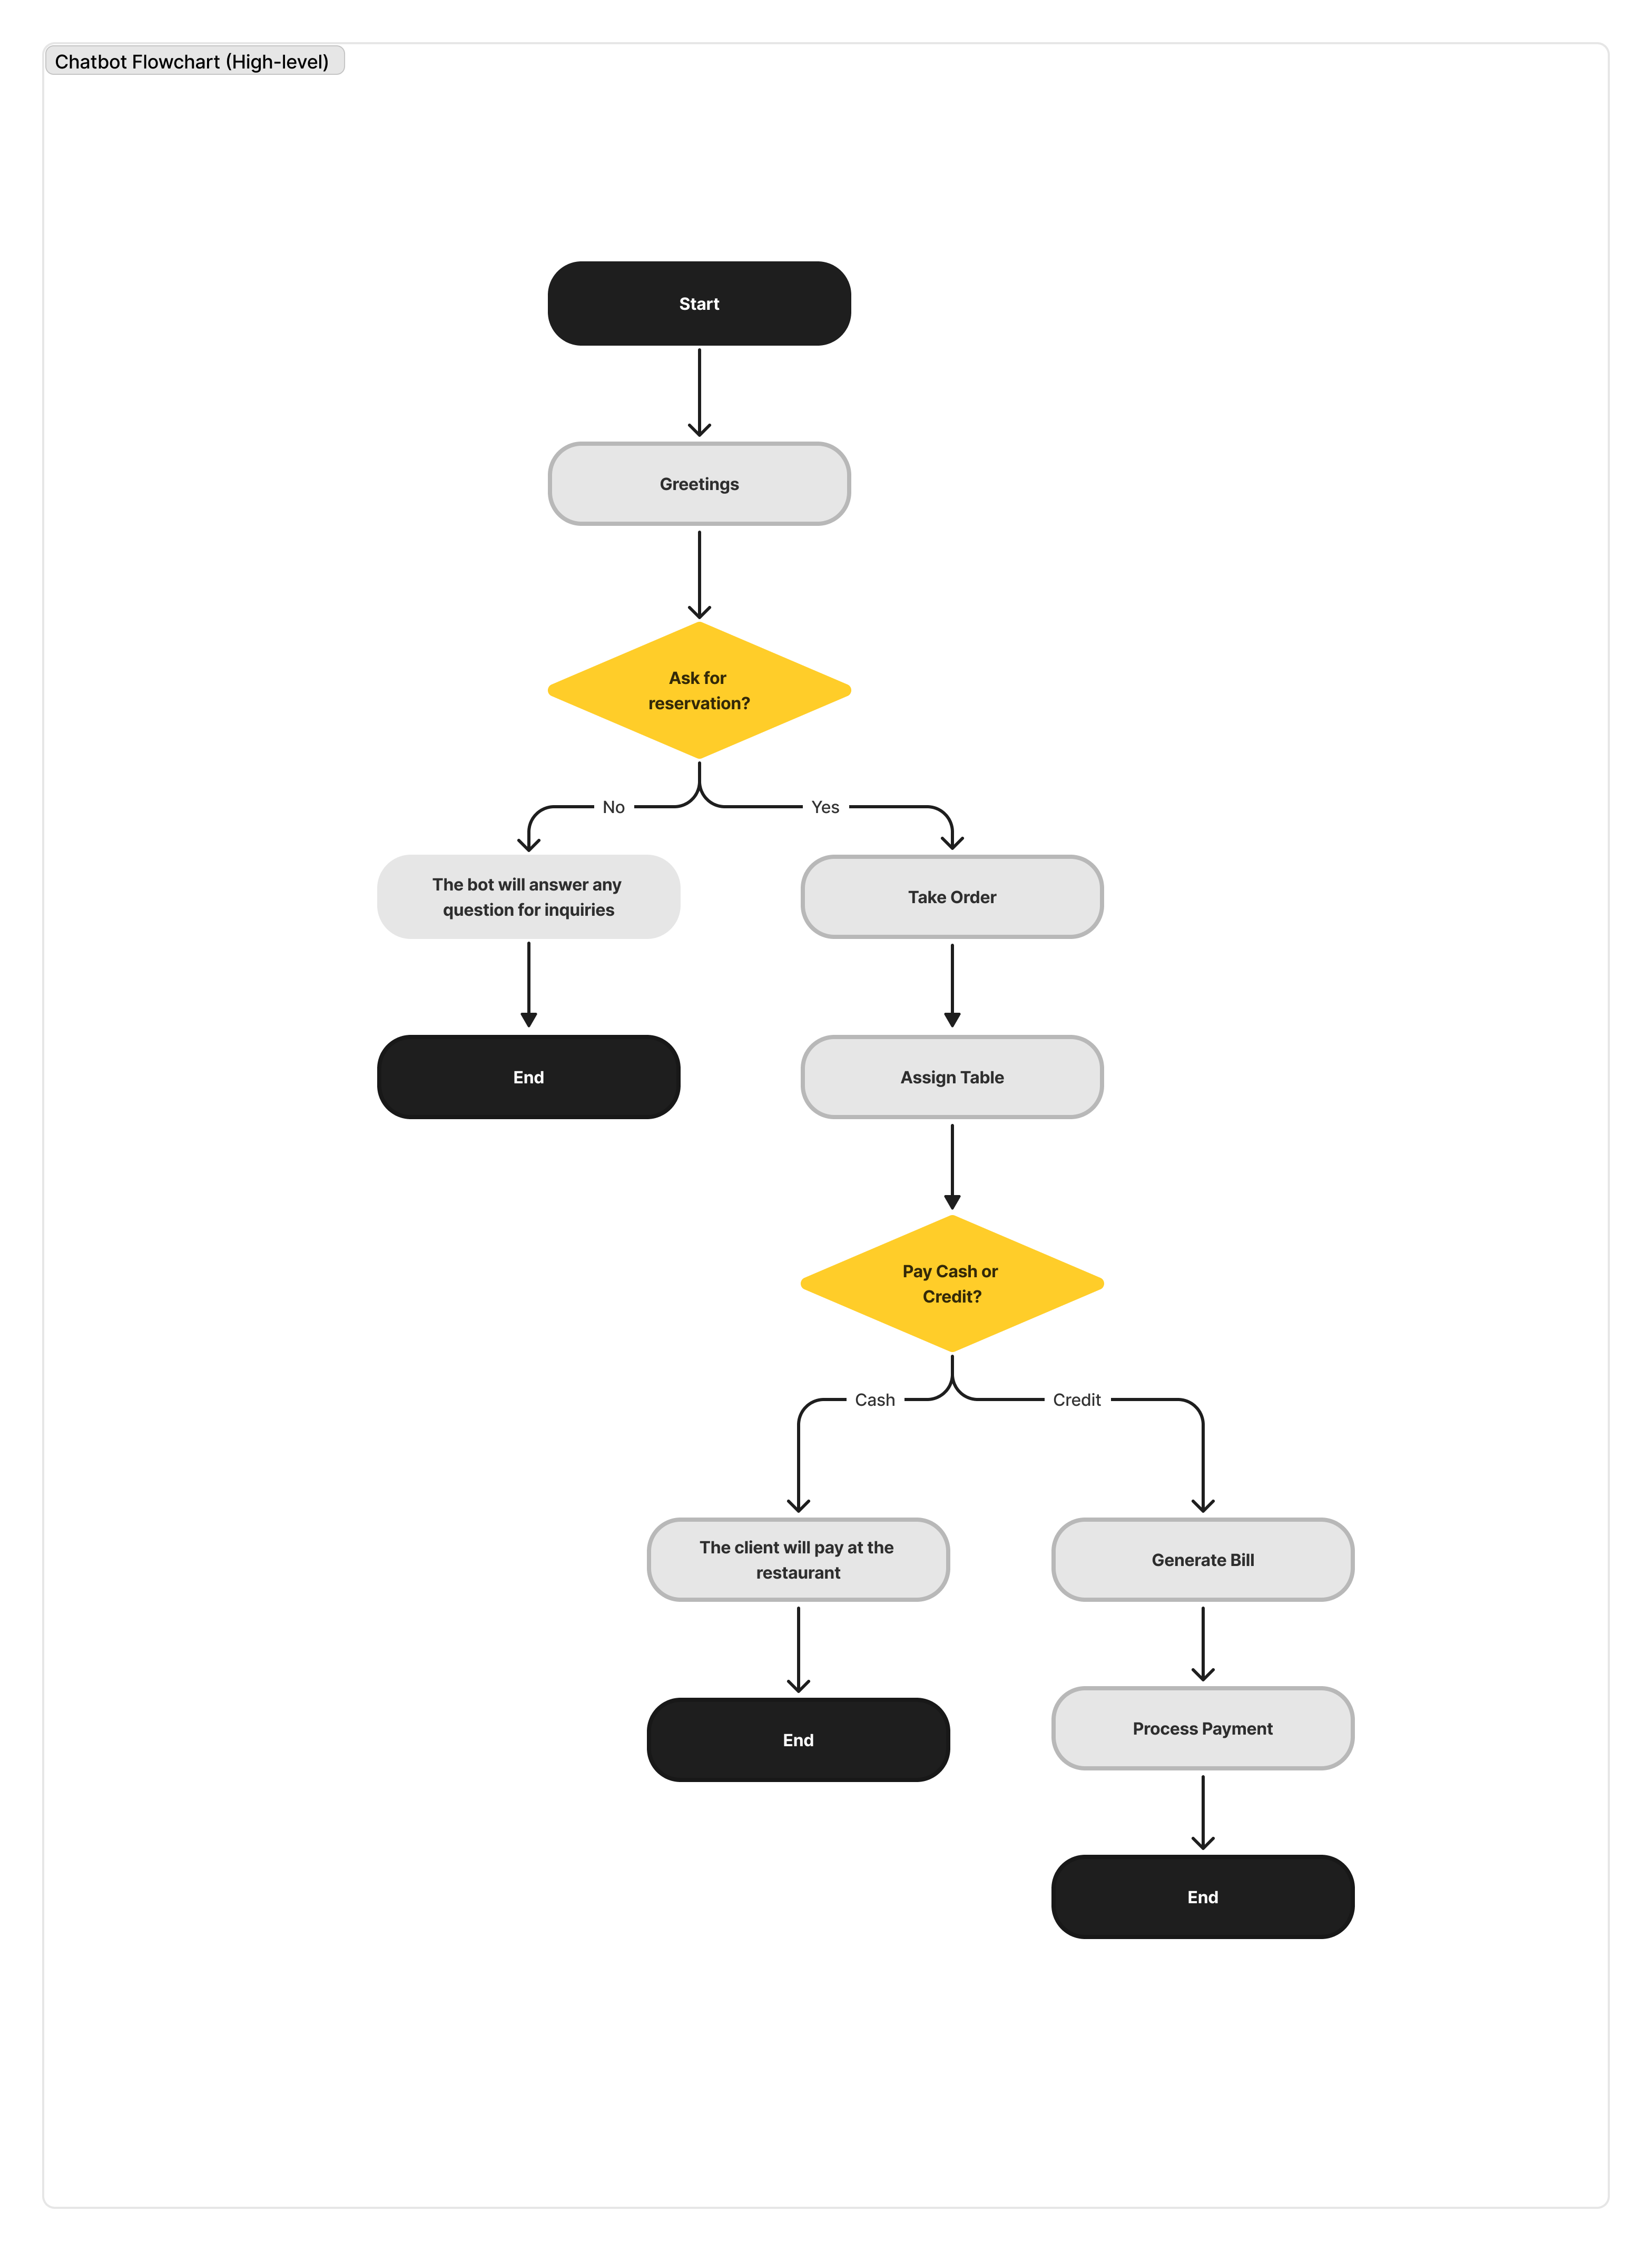 Chatbot Flowchart (High-level)
Start
Greetings
Ask for
reservation?
No
Yes
The bot will answer any
question for inquiries
Take Order
End
Assign Table
Pay Cash or
Credit?
Cash
Credit
The client will pay at the
restaurant
Generate Bill
End
Process Payment
End